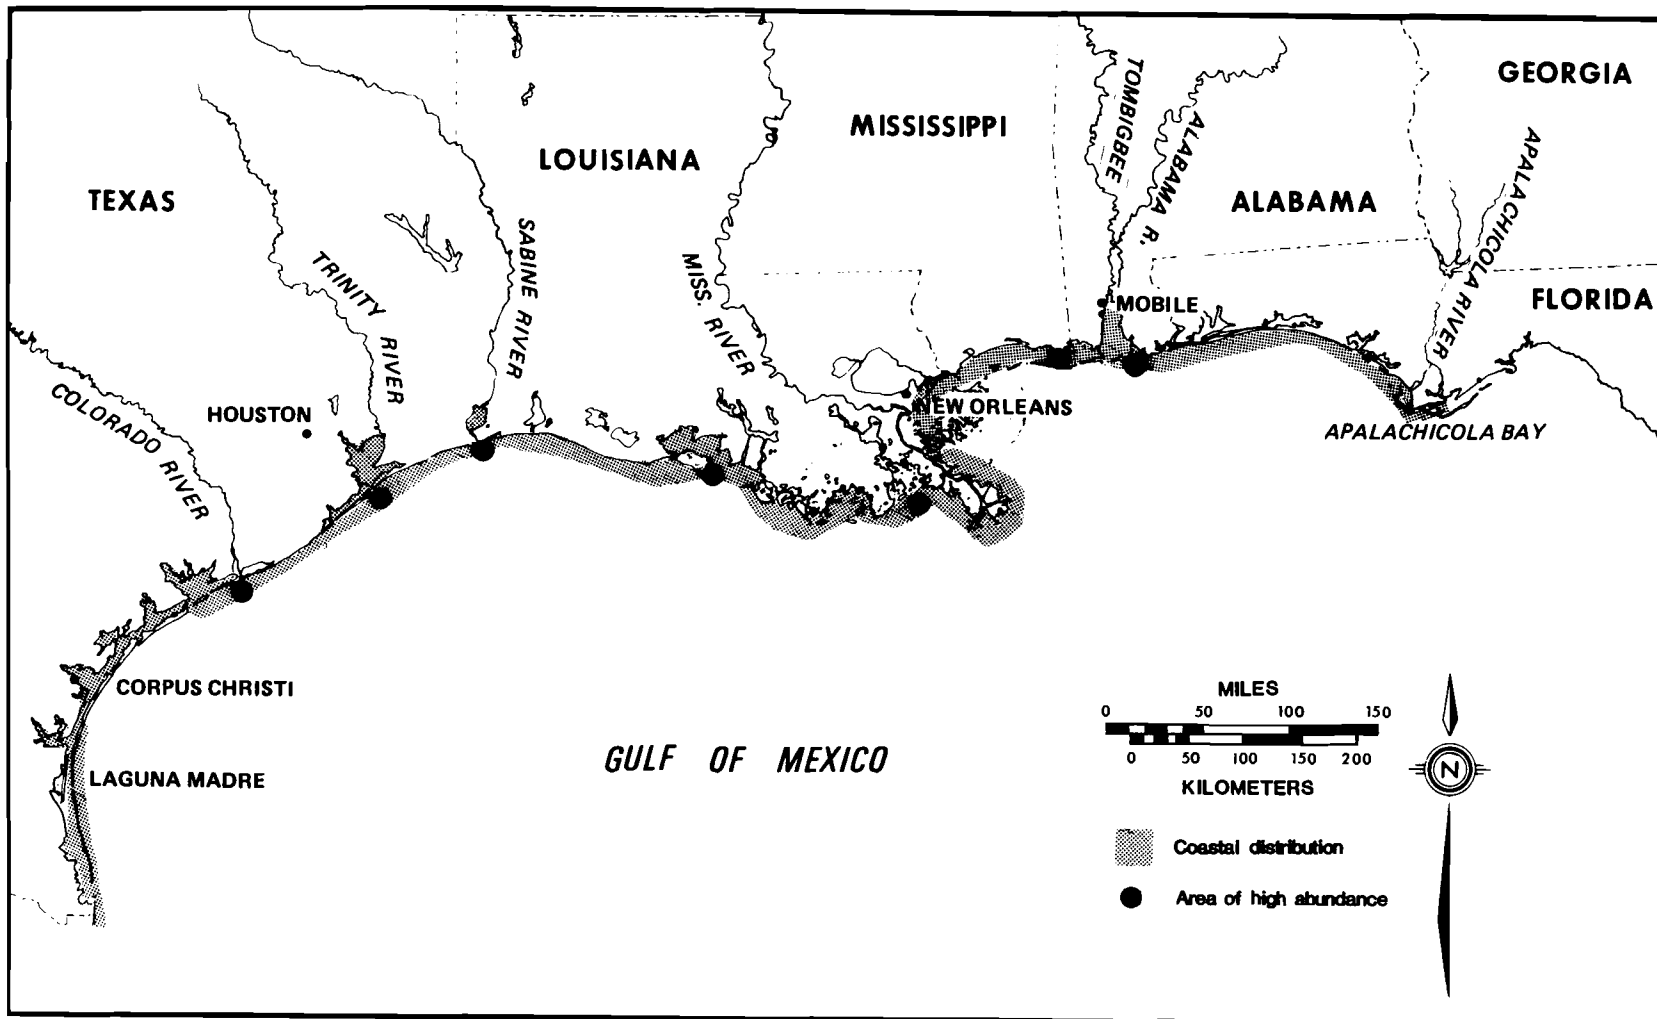 GEORGIA
TOMBIGBEE
ALABAMA R.
MISSISSIPPI
APALACHICOLA RIVER
LOUISIANA
TEXAS
ALABAMA
SABINE RIVER
TRINITY RIVER
MISS. RIVER
FLORIDA
MOBILE
COLORADO RIVER
HOUSTON
NEW ORLEANS
APALACHICOLA BAY
CORPUS CHRISTI
LAGUNA MADRE
GULF OF MEXICO
MILES
0 50 100 150
0 50 100 150 200
KILOMETERS
N
Coastal distribution
Area of high abundance